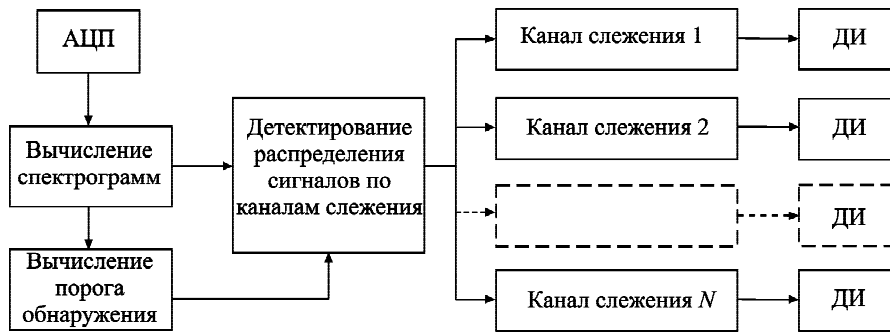 АЦП
Вычисление
спектрограмм
Вычисление
порога
обнаружения
Детектирование
распределения
сигналов по
каналам слежения
Канал слежения 1
ДИ
Канал слежения 2
ДИ
ДИ
Канал слежения N
ДИ